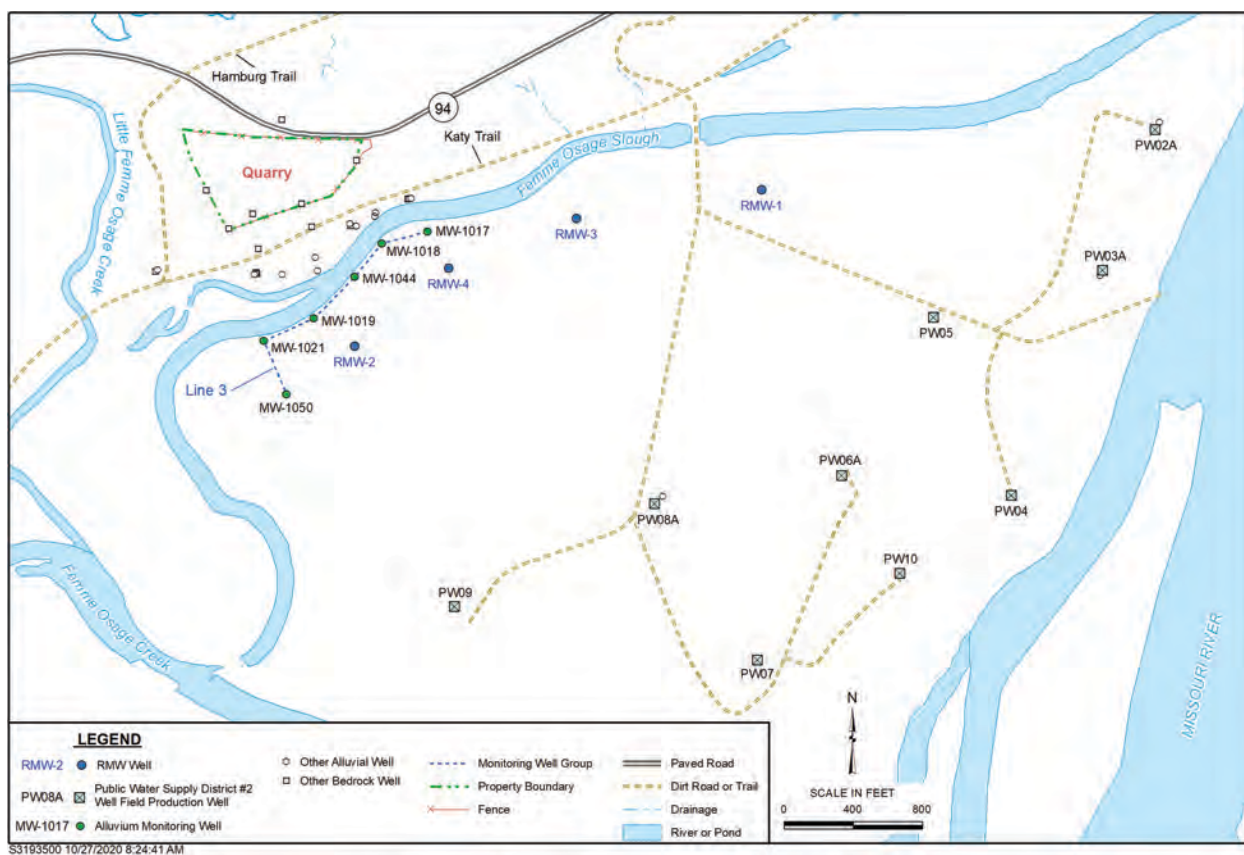 Hamburg Trail
94
Katy Trail
Femme Osage Slough
Little Femme Osage Creek
Quarry
PW02A
RMW-1
RMW-3
MW-1017
MW-1018
RMW-4
MW-1044
PW03A
PW05
MW-1019
MW-1021
RMW-2
Line 3
MW-1050
PW06A
PW04
PW08A
PW10
PW09
PW07
Femme Osage Creek
MISSOURI RIVER
N
SCALE IN FEET
0 400 800
LEGEND
RMW-2 RMW Well
PW08A Public Water Supply District #2
Well Field Production Well
MW-1017 Alluvium Monitoring Well
Other Alluvial Well
Other Bedrock Well
Monitoring Well Group
Property Boundary
Fence
Paved Road
Dirt Road or Trail
Drainage
River or Pond
S3193500 10/27/2020 8:24:41 AM